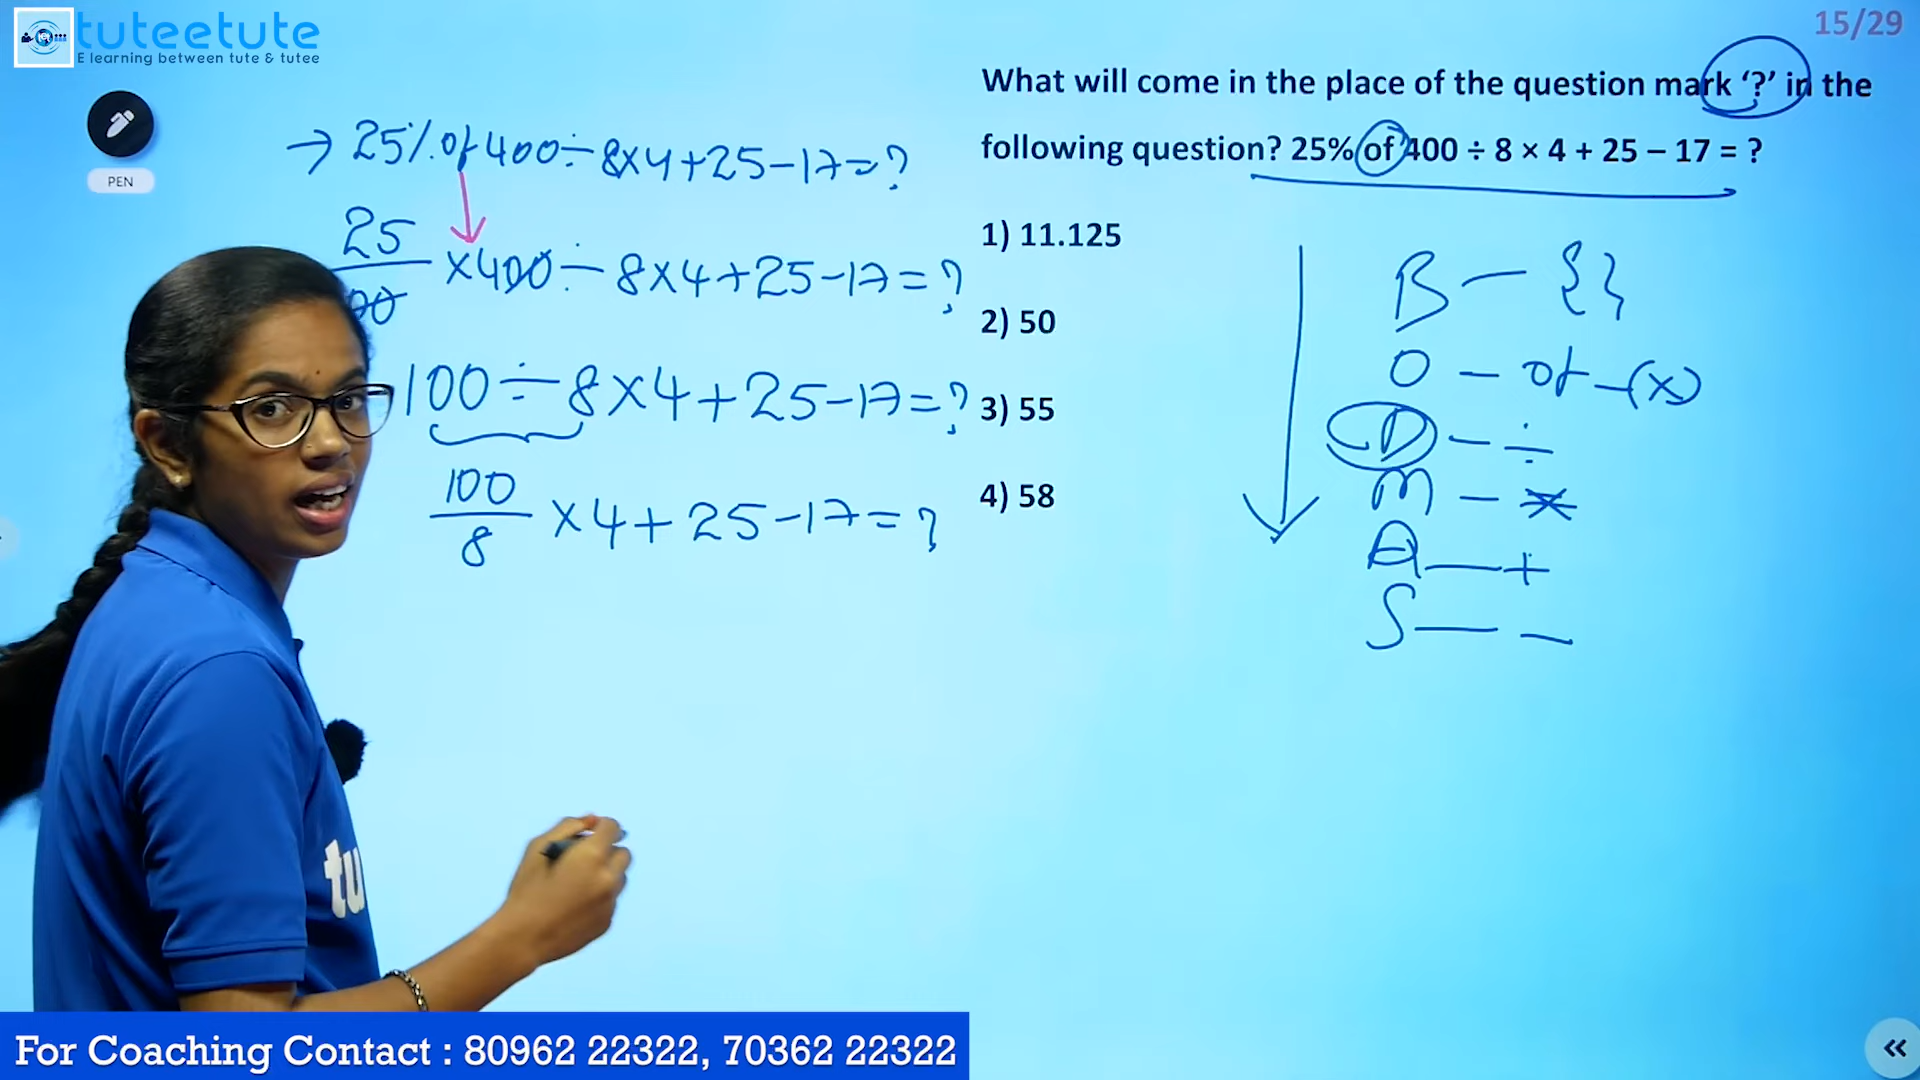 tuteetute
E learning between tute & tutee
PEN
15/29
What will come in the place of the question mark ‘?’ in the
following question? 25% of 400 ÷ 8 × 4 + 25 – 17 = ?
1) 11.125
2) 50
3) 55
4) 58
→ 25% of 400 ÷ 8×4+25-17=?
25
00
×400 ÷ 8×4+25-17=?
100 ÷ 8×4+25-17=?
100
8
×4+25-17=?
B - { }
O - of -(×)
D - ÷
M - ×
A - +
S - -
tu
For Coaching Contact : 80962 22322, 70362 22322
«